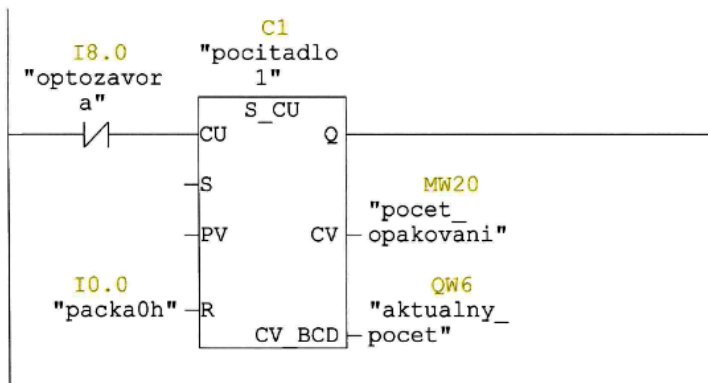 C1
I8.0
"pocitadlo
"optozavor
1"
a"
S_CU
CU
Q
S
MW20
"pocet_
PV
CV
opakovani"
I0.0
QW6
"packa0h"
R
"aktualny_
CV_BCD
pocet"